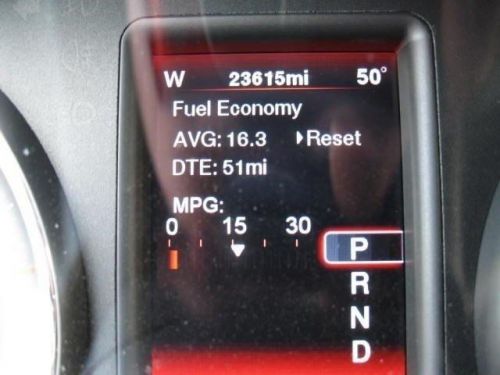 W 23615mi 50°
Fuel Economy
AVG: 16.3 Reset
DTE: 51mi
MPG:
0 15 30
P
R
N
D